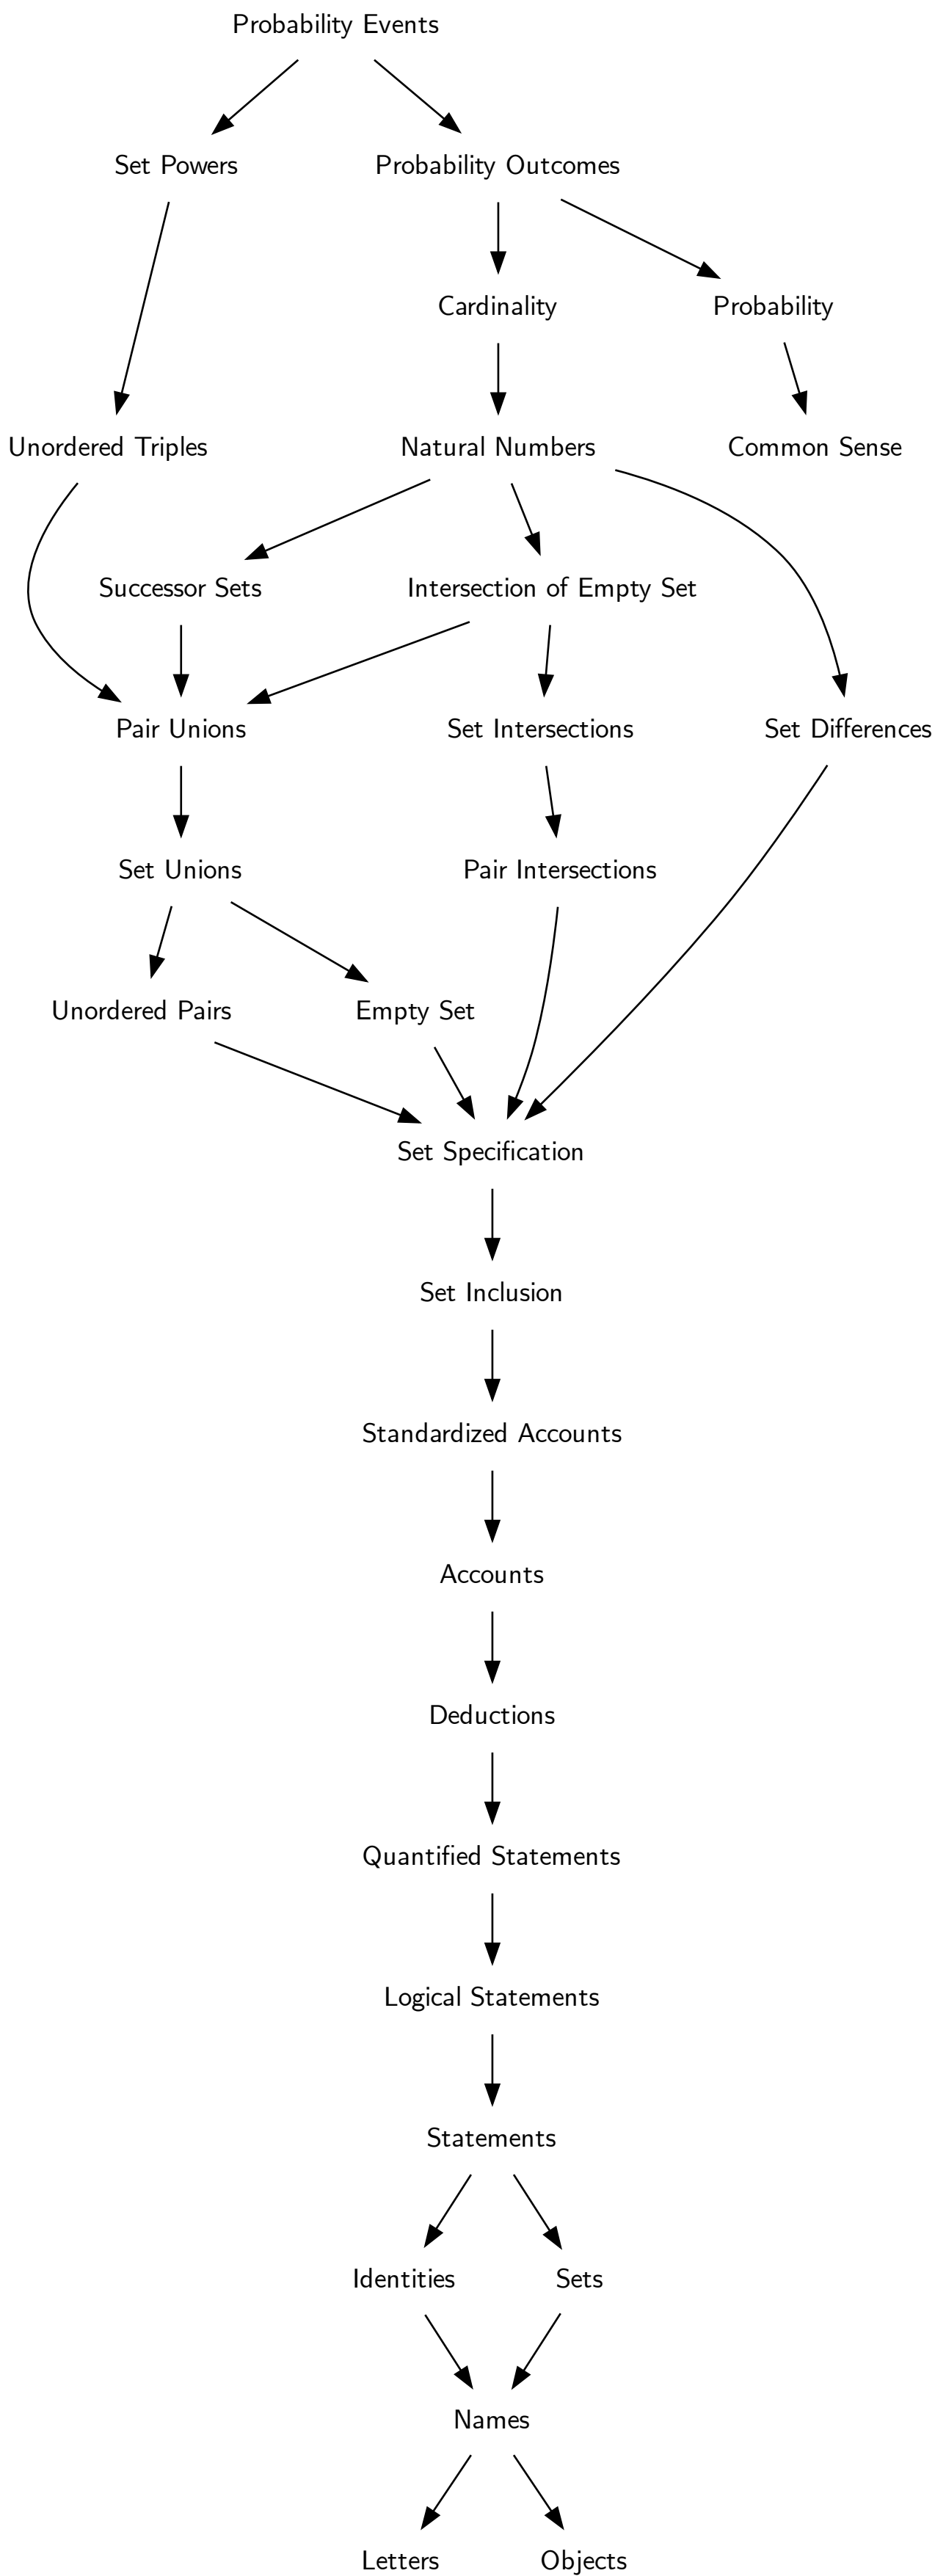 Probability Events
Set Powers
Probability Outcomes
Cardinality
Probability
Unordered Triples
Natural Numbers
Common Sense
Successor Sets
Intersection of Empty Set
Pair Unions
Set Intersections
Set Differences
Set Unions
Pair Intersections
Unordered Pairs
Empty Set
Set Specification
Set Inclusion
Standardized Accounts
Accounts
Deductions
Quantified Statements
Logical Statements
Statements
Identities
Sets
Names
Letters
Objects